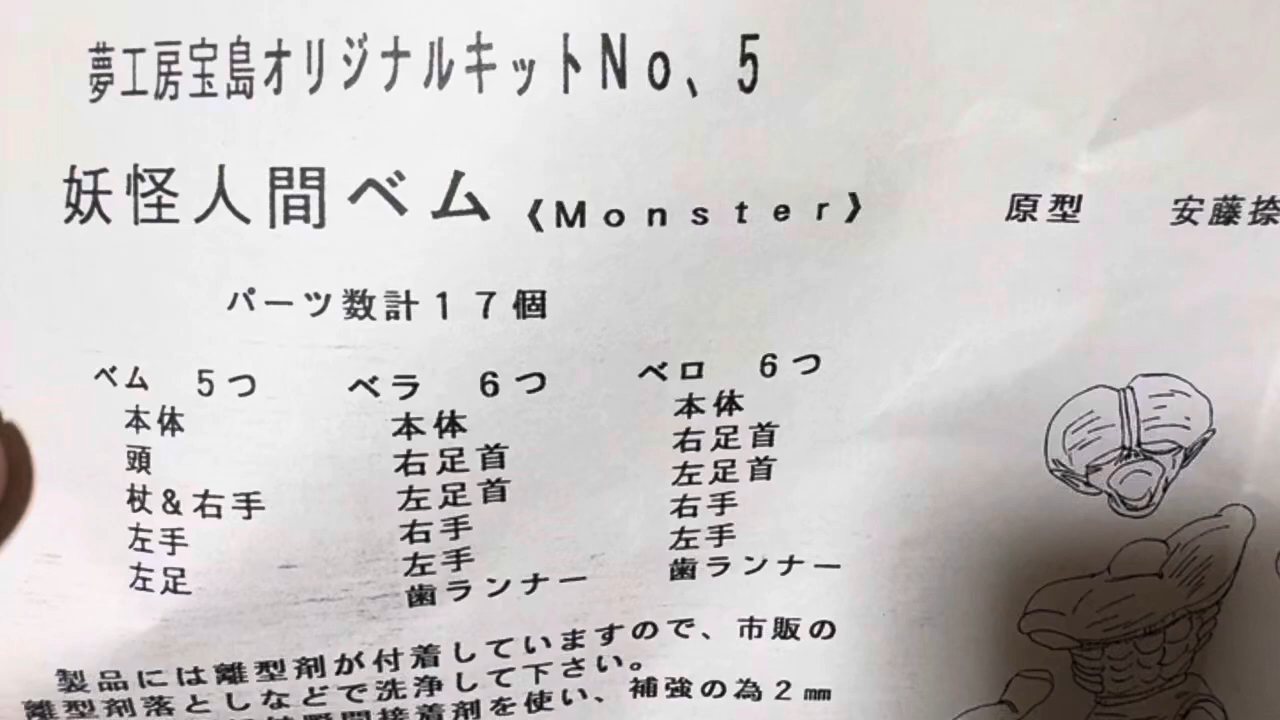 夢工房宝島オリジナルキットNo、5
妖怪人間ベム《Monster》 原型 安藤捺
パーツ数計17個
ベム 5つ
本体
頭
杖&右手
左手
左足
ベラ 6つ
本体
右足首
左足首
右手
左手
歯ランナー
ベロ 6つ
本体
右足首
左足首
右手
左手
歯ランナー
製品には離型剤が付着していますので、市販の
離型剤落としなどで洗浄して下さい。
瞬間接着剤を使い、補強の為2mm